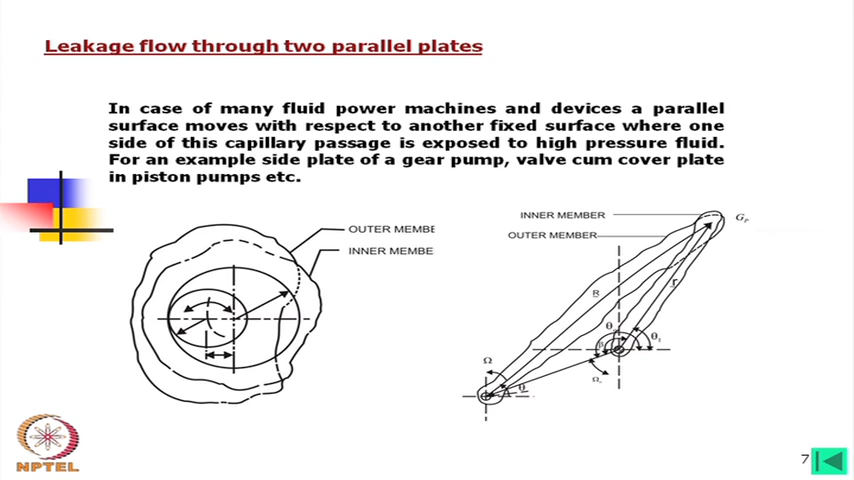 Leakage flow through two parallel plates
In case of many fluid power machines and devices a parallel
surface moves with respect to another fixed surface where one
side of this capillary passage is exposed to high pressure fluid.
For an example side plate of a gear pump, valve cum cover plate
in piston pumps etc.
OUTER MEMBE
INNER MEMBE
INNER MEMBER
OUTER MEMBER
Gₚ
R
r
θ
β
θ₁
Ω
θ
Ω
NPTEL
7